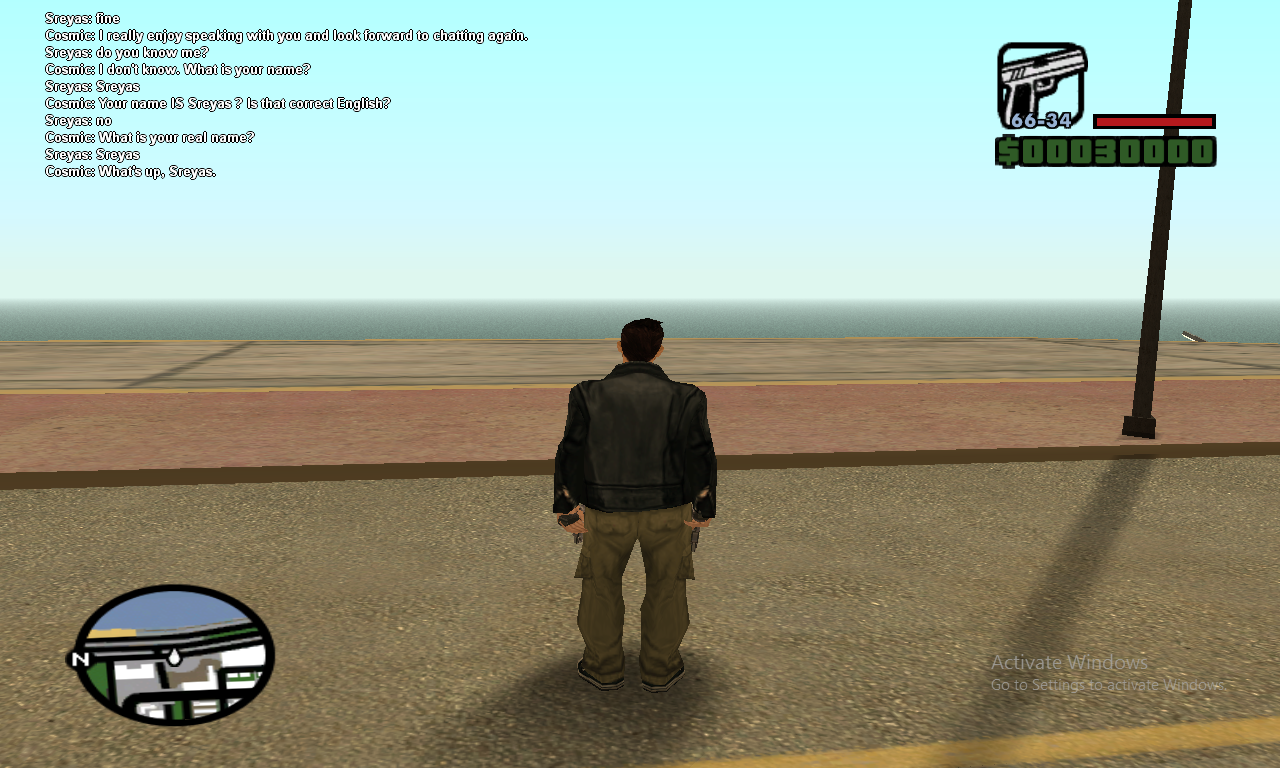 Sreyas: fine
Cosmic: I really enjoy speaking with you and look forward to chatting again.
Sreyas: do you know me?
Cosmic: I don't know. What is your name?
Sreyas: Sreyas
Cosmic: Your name IS Sreyas ? Is that correct English?
Sreyas: no
Cosmic: What is your real name?
Sreyas: Sreyas
Cosmic: What's up, Sreyas.
66-34
$00030000
N
Activate Windows
Go to Settings to activate Windows.